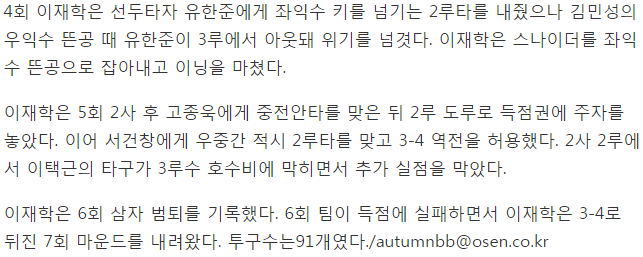 4회 이재학은 선두타자 유한준에게 좌익수 키를 넘기는 2루타를 내줬으나 김민성의
우익수 뜬공 때 유한준이 3루에서 아웃돼 위기를 넘겻다. 이재학은 스나이더를 좌익
수 뜬공으로 잡아내고 이닝을 마쳤다.
이재학은 5회 2사 후 고종욱에게 중전안타를 맞은 뒤 2루 도루로 득점권에 주자를
놓았다. 이어 서건창에게 우중간 적시 2루타를 맞고 3-4 역전을 허용했다. 2사 2루에
서 이택근의 타구가 3루수 호수비에 막히면서 추가 실점을 막았다.
이재학은 6회 삼자 범퇴를 기록했다. 6회 팀이 득점에 실패하면서 이재학은 3-4로
뒤진 7회 마운드를 내려왔다. 투구수는91개였다./autumnbb@osen.co.kr